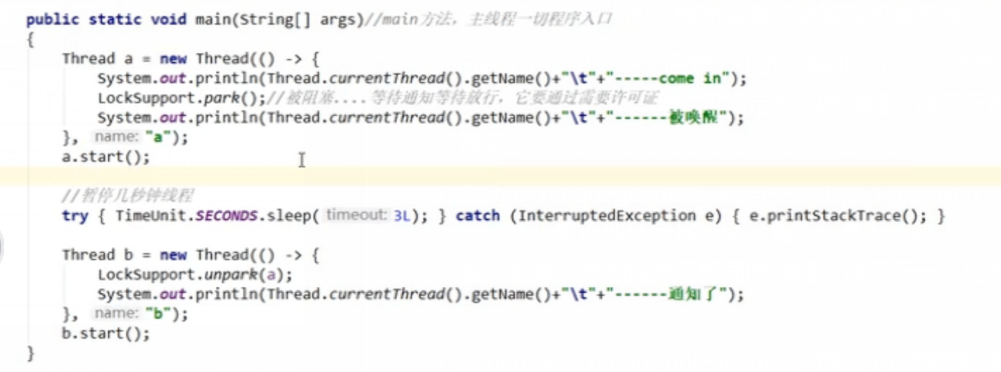 public static void main(String[] args)//main方法，主线程一切程序入口
{
    Thread a = new Thread(() -> {
        System.out.println(Thread.currentThread().getName()+"\t"+"-----come in");
        LockSupport.park();//被阻塞....等待通知等待放行，它要通过需要许可证
        System.out.println(Thread.currentThread().getName()+"\t"+"------被唤醒");
    }, name: "a");
    a.start();
    //暂停几秒钟线程
    try { TimeUnit.SECONDS.sleep( timeout: 3L); } catch (InterruptedException e) { e.printStackTrace(); }
    Thread b = new Thread(() -> {
        LockSupport.unpark(a);
        System.out.println(Thread.currentThread().getName()+"\t"+"------通知了");
    }, name: "b");
    b.start();
}